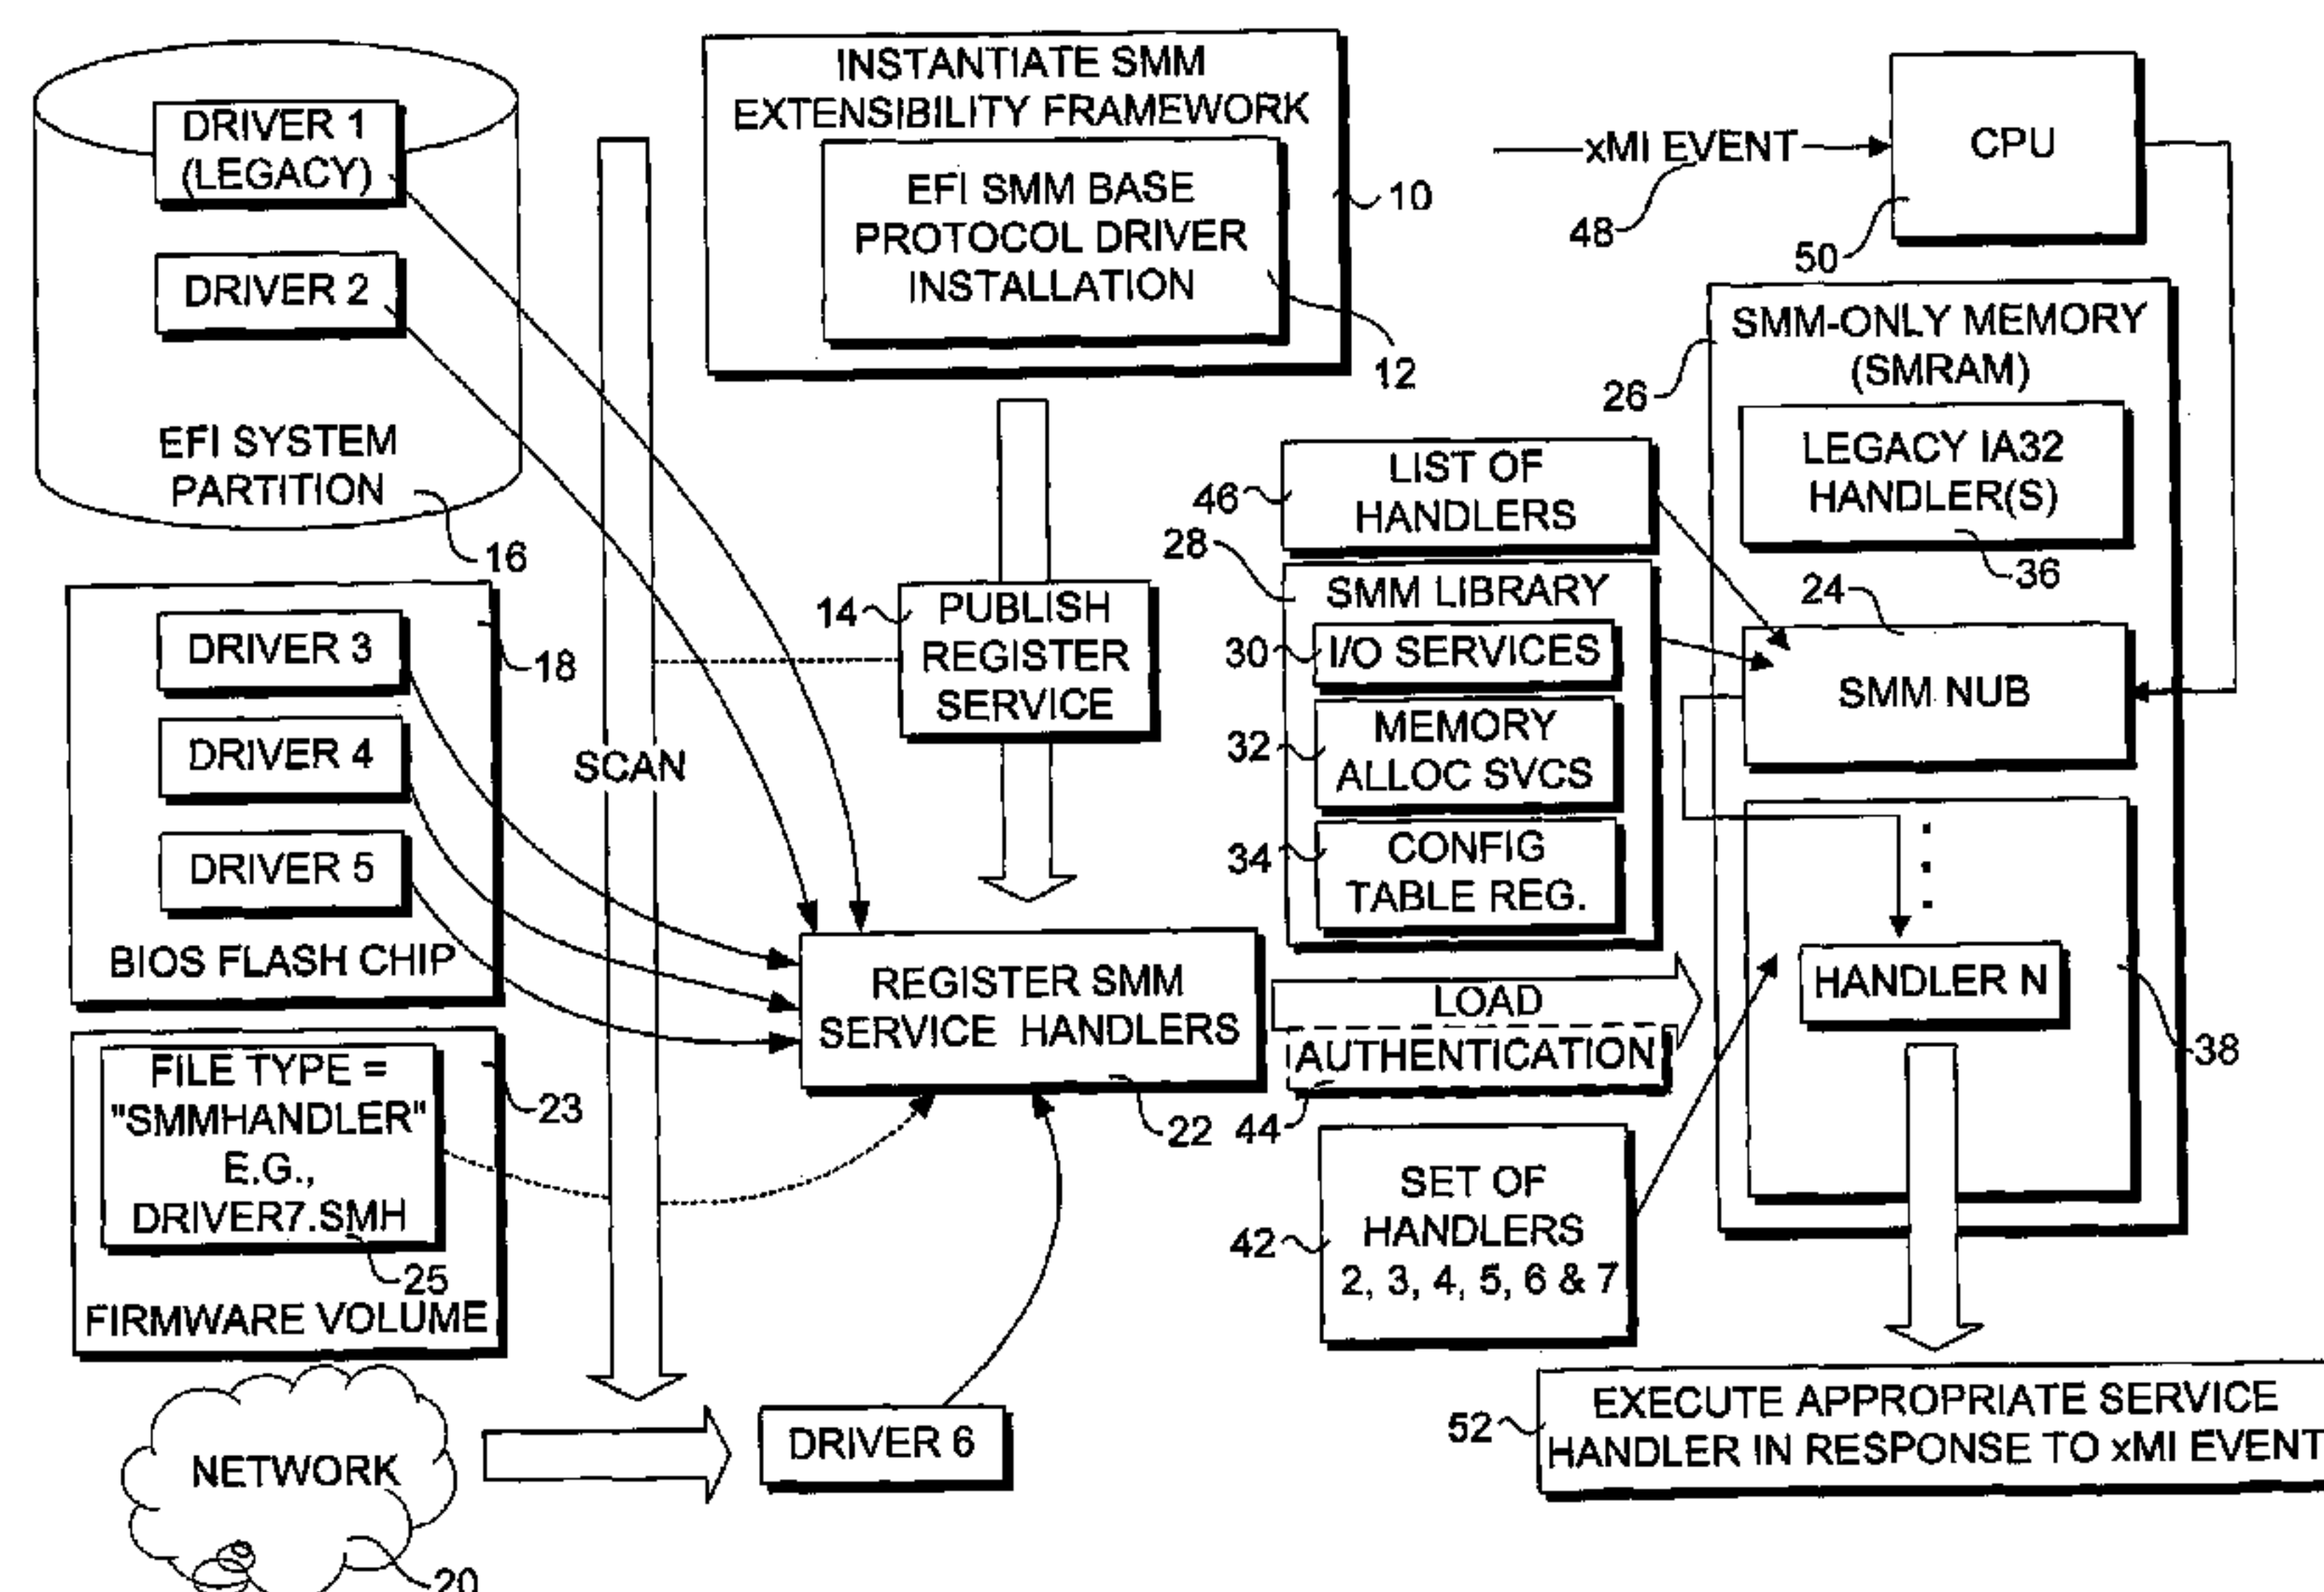 DRIVER 1
(LEGACY)
DRIVER 2
EFI SYSTEM
PARTITION
16
DRIVER 3
DRIVER 4
DRIVER 5
BIOS FLASH CHIP
18
FILE TYPE =
"SMMHANDLER"
E.G.,
DRIVER7.SMH
25
FIRMWARE VOLUME
23
NETWORK
20
SCAN
INSTANTIATE SMM
EXTENSIBILITY FRAMEWORK
10
EFI SMM BASE
PROTOCOL DRIVER
INSTALLATION
12
14
PUBLISH
REGISTER
SERVICE
REGISTER SMM
SERVICE HANDLERS
22
DRIVER 6
46
LIST OF
HANDLERS
28
SMM LIBRARY
30
I/O SERVICES
32
MEMORY
ALLOC SVCS
34
CONFIG
TABLE REG.
LOAD
AUTHENTICATION
44
42
SET OF
HANDLERS
2, 3, 4, 5, 6 & 7
xMI EVENT
48
CPU
50
26
SMM-ONLY MEMORY
(SMRAM)
LEGACY IA32
HANDLER(S)
36
24
SMM NUB
HANDLER N
38
52
EXECUTE APPROPRIATE SERVICE
HANDLER IN RESPONSE TO xMI EVENT